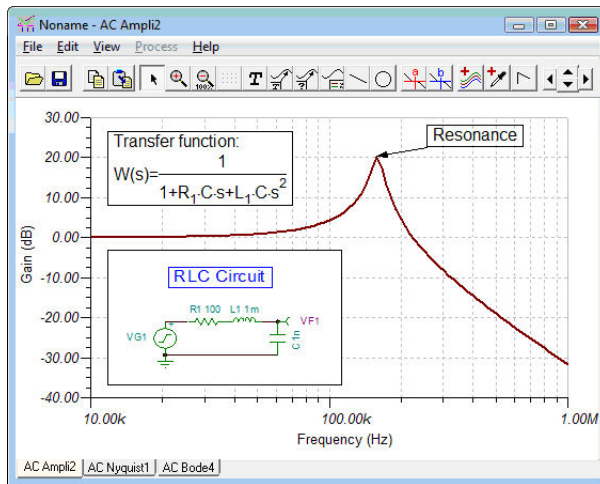 Noname - AC Ampli2
File Edit View Process Help
T
a
b
30.00
20.00
10.00
0.00
-10.00
-20.00
-30.00
-40.00
Gain (dB)
Transfer function:
W(s)=1/(1+R₁·C·s+L₁·C·s²)
Resonance
RLC Circuit
R1 100 L1 1m
VF1
VG1
+
C 1n
10.00k 100.00k 1.00M
Frequency (Hz)
AC Ampli2 AC Nyquist1 AC Bode4